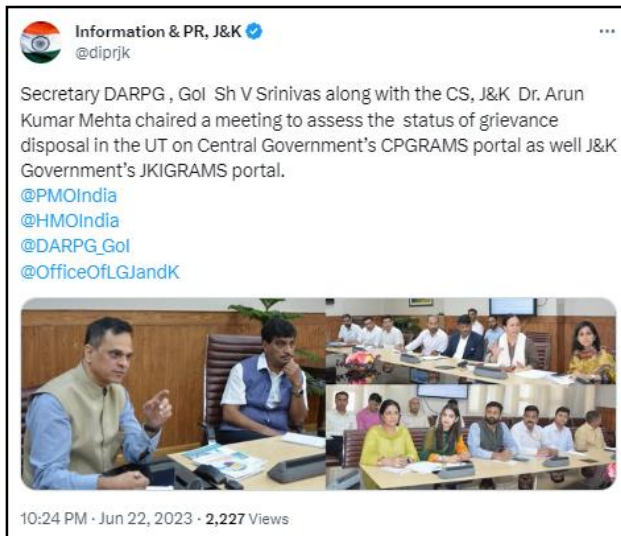 Information & PR, J&K
@diprjk
Secretary DARPG , GoI Sh V Srinivas along with the CS, J&K Dr. Arun
Kumar Mehta chaired a meeting to assess the status of grievance
disposal in the UT on Central Government’s CPGRAMS portal as well J&K
Government’s JKIGRAMS portal.
@PMOIndia
@HMOIndia
@DARPG_GoI
@OfficeOfLGJandK
10:24 PM · Jun 22, 2023 · 2,227 Views